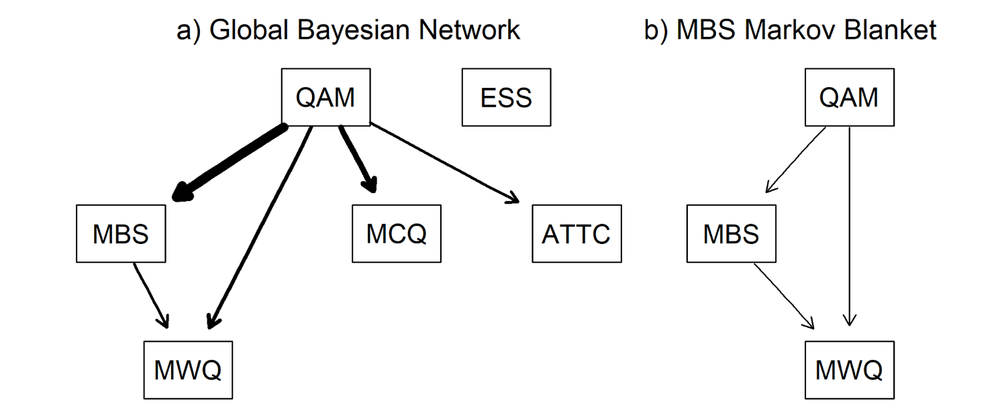 a) Global Bayesian Network
b) MBS Markov Blanket
QAM
ESS
MBS
MCQ
ATTC
MWQ
QAM
MBS
MWQ